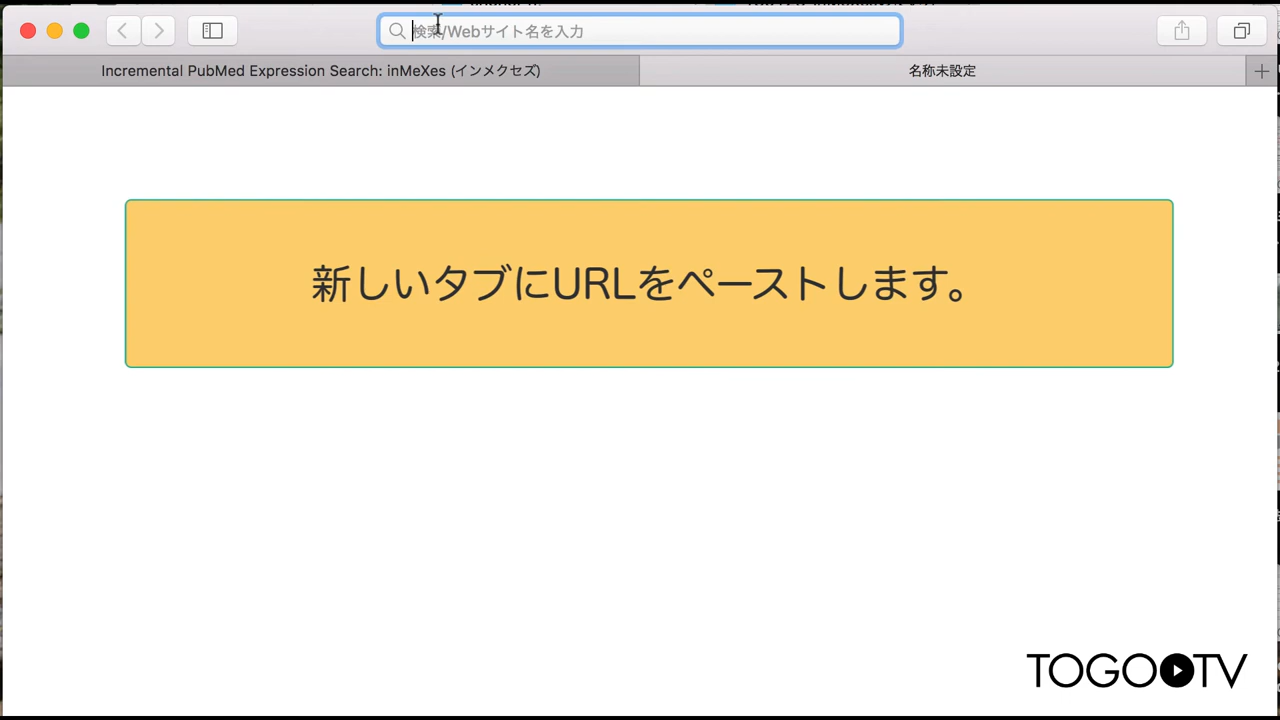 検索/Webサイト名を入力
Incremental PubMed Expression Search: inMeXes (インメクセズ)
名称未設定
新しいタブにURLをペーストします。
TOGOTV